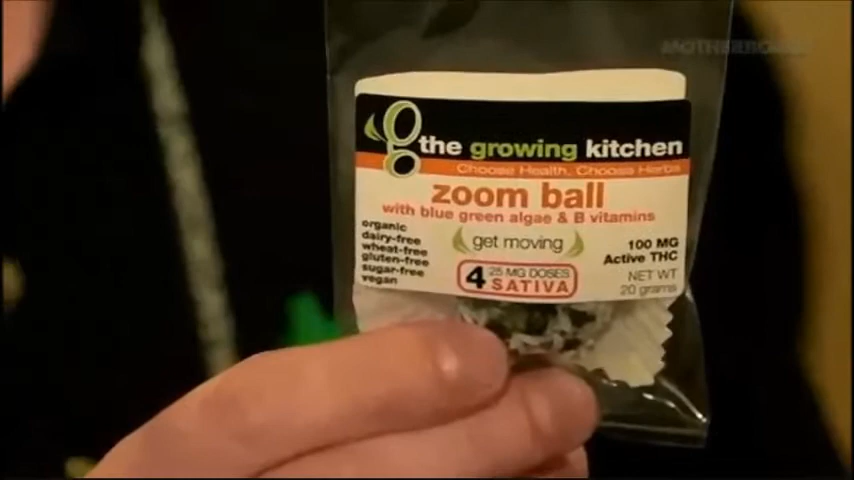 MOTHERBOARD
the growing kitchen
Choose Health, Choose Herbs
zoom ball
with blue green algae & B vitamins
organic
dairy-free
wheat-free
gluten-free
sugar-free
vegan
get moving
4 25 MG DOSES
SATIVA
100 MG
Active THC
NET WT
20 grams